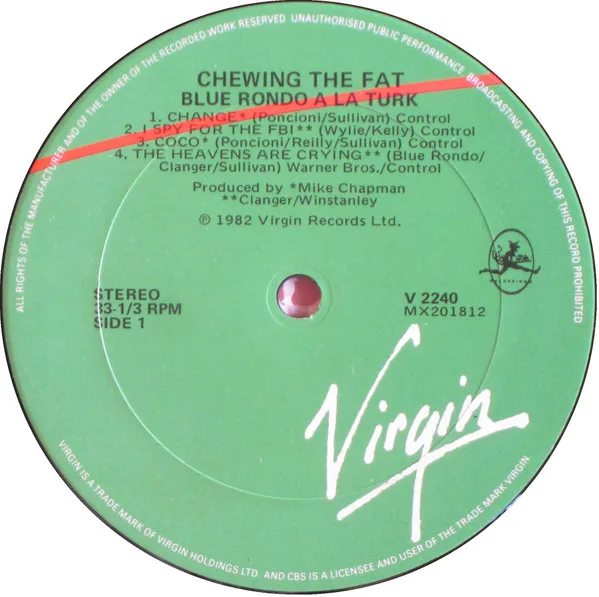 ALL RIGHTS OF THE MANUFACTURER AND OF THE OWNER OF THE RECORDED WORK RESERVED UNAUTHORISED PUBLIC PERFORMANCE BROADCASTING AND COPYING OF THIS RECORD PROHIBITED
CHEWING THE FAT
BLUE RONDO A LA TURK
1. CHANGE* (Poncioni/Sullivan) Control
2. I SPY FOR THE FBI** (Wylie/Kelly) Control
3. COCO* (Poncioni/Reilly/Sullivan) Control
4. THE HEAVENS ARE CRYING** (Blue Rondo/
Clanger/Sullivan) Warner Bros./Control
Produced by *Mike Chapman
**Clanger/Winstanley
℗ 1982 Virgin Records Ltd.
STEREO
33-1/3 RPM
SIDE 1
V 2240
MX201812
Virgin
VIRGIN IS A TRADE MARK OF VIRGIN HOLDINGS LTD. AND CBS IS A LICENSEE AND USER OF THE TRADE MARK VIRGIN